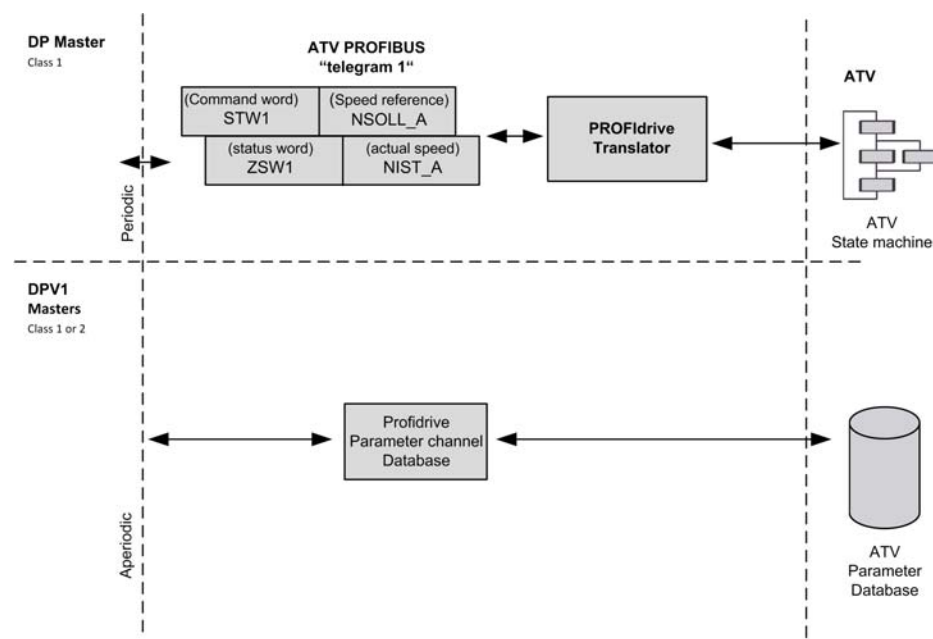 DP Master
Class 1
ATV PROFIBUS
“telegram 1“
(Command word)
STW1
(Speed reference)
NSOLL_A
(status word)
ZSW1
(actual speed)
NIST_A
PROFIdrive
Translator
ATV
ATV
State machine
Periodic
DPV1
Masters
Class 1 or 2
Profidrive
Parameter channel
Database
ATV
Parameter
Database
Aperiodic